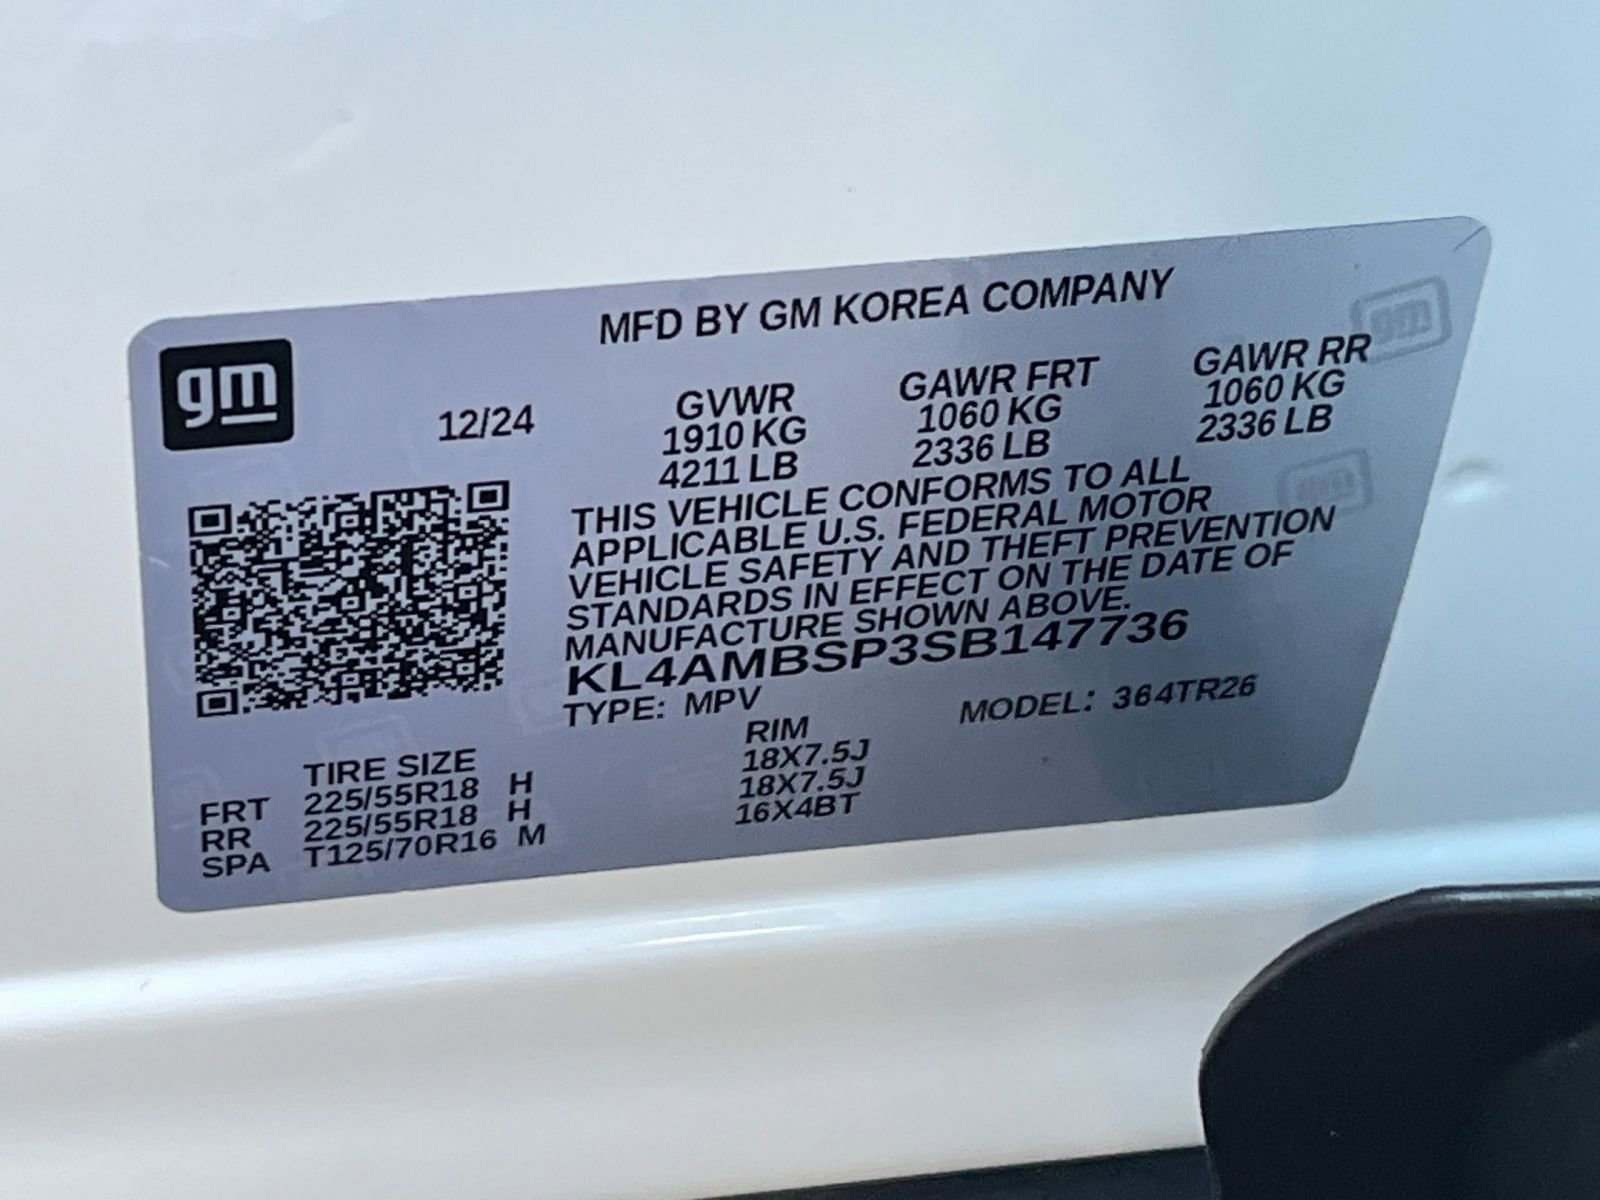 MFD BY GM KOREA COMPANY
gm
12/24
GVWR GAWR FRT GAWR RR
1910 KG 1060 KG 1060 KG
4211 LB 2336 LB 2336 LB
THIS VEHICLE CONFORMS TO ALL
APPLICABLE U.S. FEDERAL MOTOR
VEHICLE SAFETY AND THEFT PREVENTION
STANDARDS IN EFFECT ON THE DATE OF
MANUFACTURE SHOWN ABOVE.
KL4AMBSP3SB147736
TYPE: MPV MODEL: 364TR26
TIRE SIZE RIM
FRT 225/55R18 H 18X7.5J
RR 225/55R18 H 18X7.5J
SPA T125/70R16 M 16X4BT
gm
gm